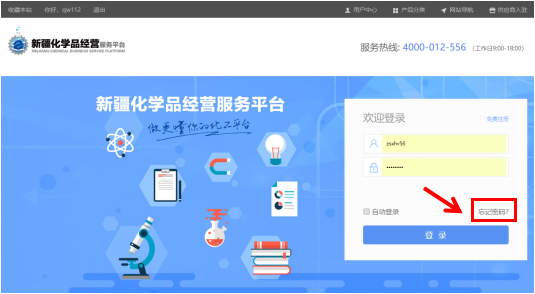 收藏本站 你好, qw112 退出 用户中心 产品分类 网站导航 供应商入驻
新疆化学品经营服务平台
XINJIANG CHEMICAL BUSINESS SERVICE PLATFORM
服务热线: 4000-012-556 (工作日9:00-18:00)
新疆化学品经营服务平台
做更懂你的化工平台
欢迎登录 免费注册
zsxfw56
••••••••
自动登录 忘记密码?
登 录